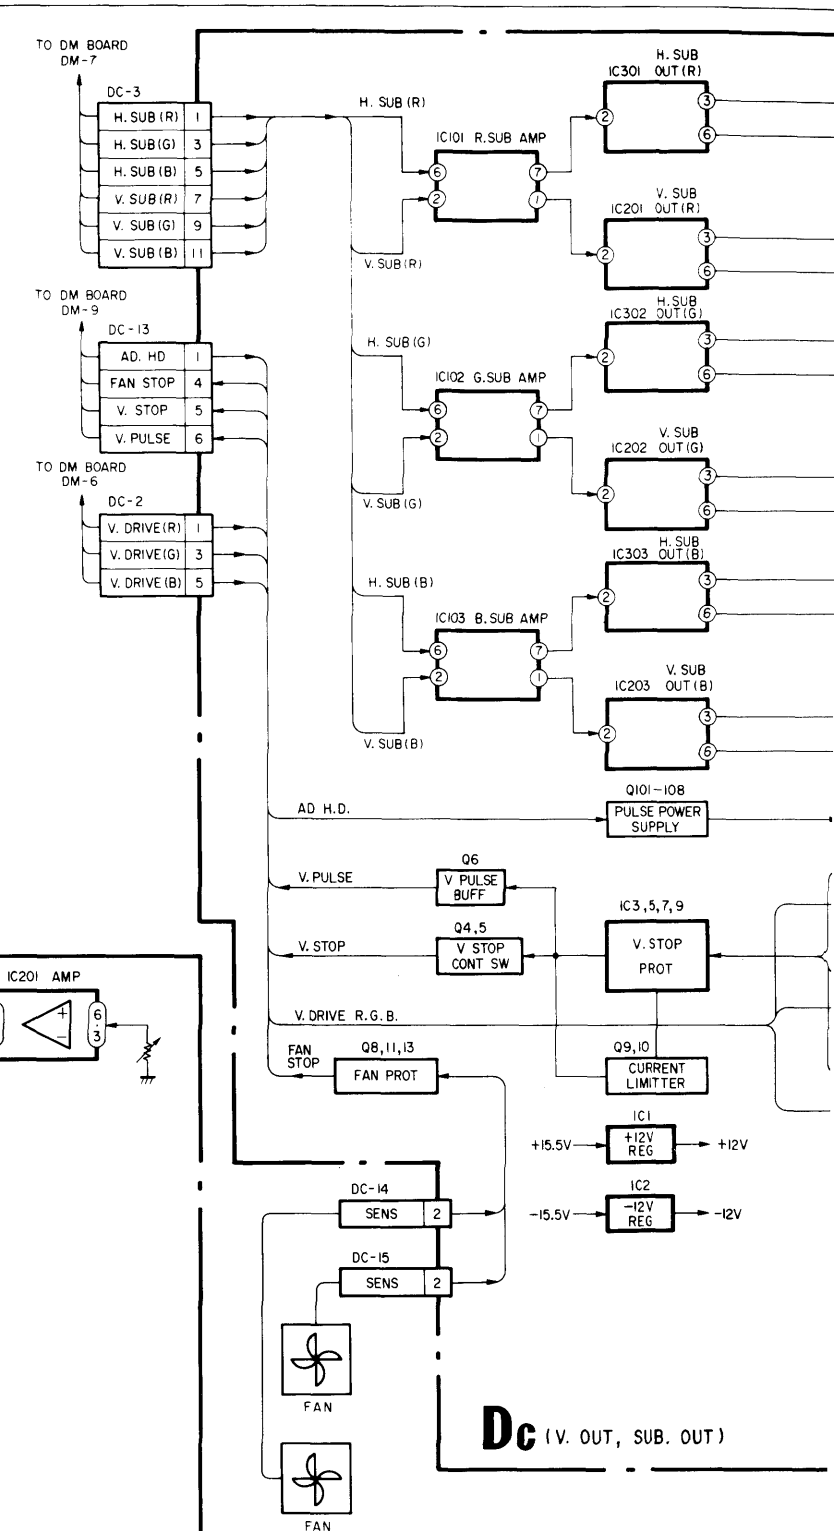 TO DM BOARD
DM-7
DC-3
H. SUB (R) 1
H. SUB (G) 3
H. SUB (B) 5
V. SUB (R) 7
V. SUB (G) 9
V. SUB (B) 11
TO DM BOARD
DM-9
DC-13
AD. HD 1
FAN STOP 4
V. STOP 5
V. PULSE 6
TO DM BOARD
DM-6
DC-2
V. DRIVE (R) 1
V. DRIVE (G) 3
V. DRIVE (B) 5
H. SUB (R)
IC101 R.SUB AMP
6 7
2 1
V. SUB (R)
H. SUB
IC301 OUT (R)
2 3
6
V. SUB
IC201 OUT (R)
2 3
6
H. SUB (G)
IC102 G.SUB AMP
6 7
2 1
V. SUB (G)
H.SUB
IC302 OUT(G)
2 3
6
V. SUB
IC202 OUT(G)
2 3
6
H. SUB (B)
IC103 B.SUB AMP
6 7
2 1
V. SUB (B)
H. SUB
IC303 OUT(B)
2 3
6
V. SUB
IC203 OUT (B)
2 3
6
AD H.D.
Q101-108
PULSE POWER
SUPPLY
V. PULSE
Q6
V PULSE
BUFF
V. STOP
Q4,5
V STOP
CONT SW
IC3,5,7,9
V. STOP
PROT
V. DRIVE R.G.B.
FAN
STOP
Q8,11,13
FAN PROT
Q9,10
CURRENT
LIMITTER
IC201 AMP
+
-
6
.
3
IC1
+15.5V +12V
REG +12V
IC2
-15.5V -12V
REG -12V
DC-14
SENS 2
DC-15
SENS 2
FAN
FAN
Dc (V. OUT, SUB. OUT)